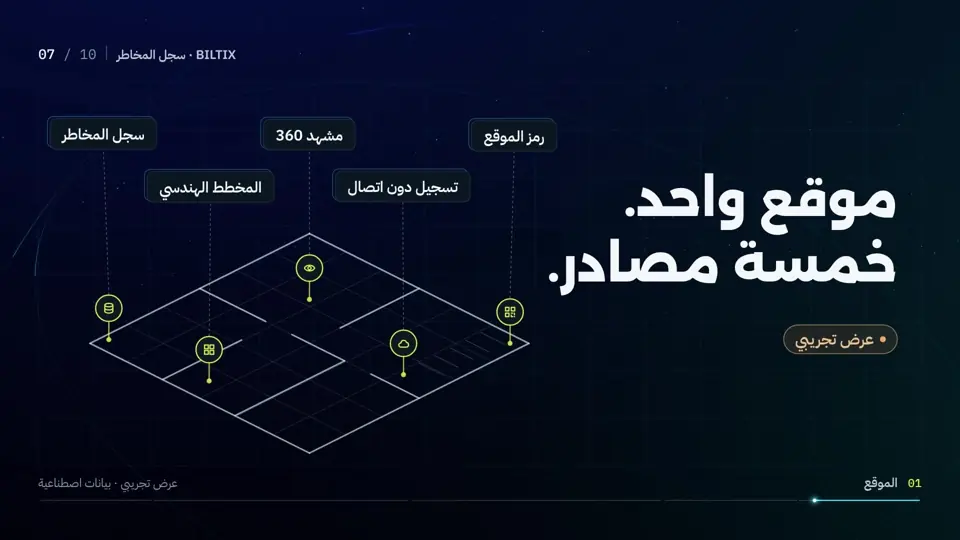 BILTIX · سجل المخاطر | 10 / 07
رمز الموقع
مشهد 360
سجل المخاطر
تسجيل دون اتصال
المخطط الهندسي
موقع واحد.
خمسة مصادر.
عرض تجريبي
01 الموقع
عرض تجريبي · بيانات اصطناعية